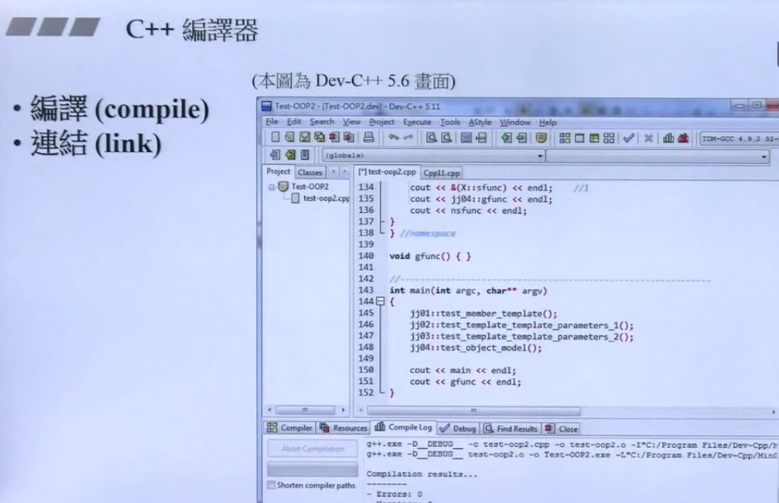 C++ 編譯器
(本圖為 Dev-C++ 5.6 畫面)
• 編譯 (compile)
• 連結 (link)
Test-OOP2 - [Test-OOP2.dev] - Dev-C++ 5.11
File Edit Search View Project Execute Tools AStyle Window Help
TDM-GCC 4.9.2 32-
(globals)
Project Classes
[*] test-oop2.cpp Cpp11.cpp
Test-OOP2
test-oop2.cpp
134 cout << &(X::sfunc) << endl; //1
135 cout << jj04::gfunc << endl;
136 cout << nsfunc << endl;
137 }
138 } //namespace
139
140 void gfunc() { }
141
142 //----------------------------------------------------------------
143 int main(int argc, char** argv)
144 {
145 jj01::test_member_template();
146 jj02::test_template_template_parameters_1();
147 jj03::test_template_template_parameters_2();
148 jj04::test_object_model();
149
150 cout << main << endl;
151 cout << gfunc << endl;
152 }
Compiler Resources Compile Log Debug Find Results Close
Abort Compilation
Shorten compiler paths
g++.exe -D__DEBUG__ -c test-oop2.cpp -o test-oop2.o -I"C:/Program Files/Dev-Cpp/M
g++.exe -D__DEBUG__ test-oop2.o -o Test-OOP2.exe -L"C:/Program Files/Dev-Cpp/MinG
Compilation results...
--------
- Errors: 0